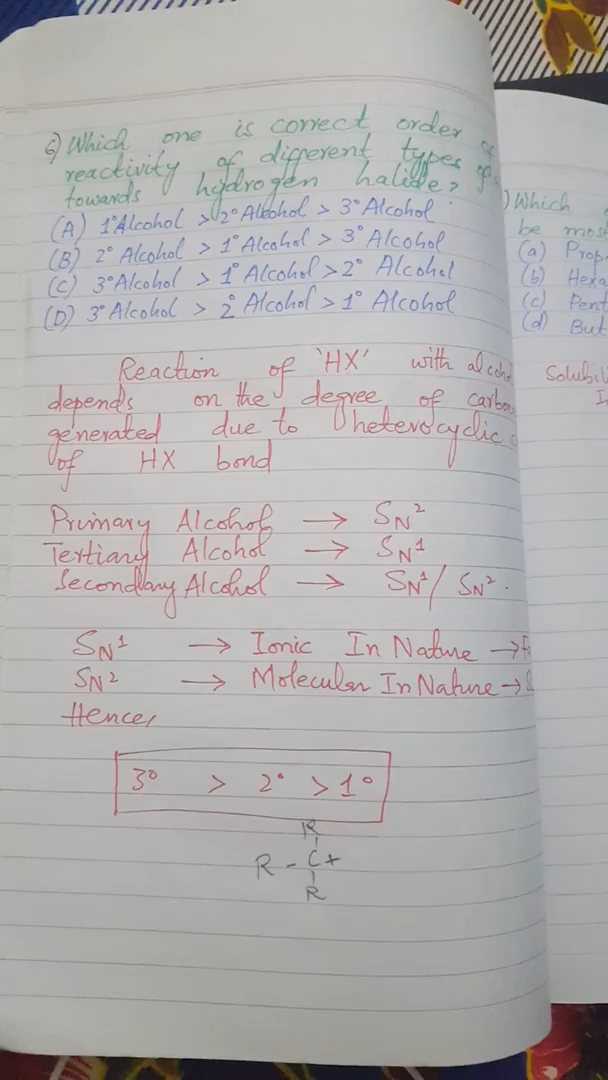 6) Which one is correct order of
reactivity of different types of
towards hydrogen halide?
(A) 1° Alcohol > 2° Alcohol > 3° Alcohol
(B) 2° Alcohol > 1° Alcohol > 3° Alcohol
(C) 3° Alcohol > 1° Alcohol > 2° Alcohol
(D) 3° Alcohol > 2° Alcohol > 1° Alcohol
Reaction of 'HX' with alcoh
depends on the degree of carbon
generated due to heterocyclic
of HX bond
Primary Alcohol → SN²
Tertiary Alcohol → SN¹
Secondary Alcohol → SN¹/ SN².
SN¹ → Ionic In Nature → f
SN² → Molecular In Nature →
Hence,
3° > 2° > 1°
R
R - C+
R
) Which
be mos
(a) Prop
(b) Hexa
(c) Pent
(d) But
Solubil
I